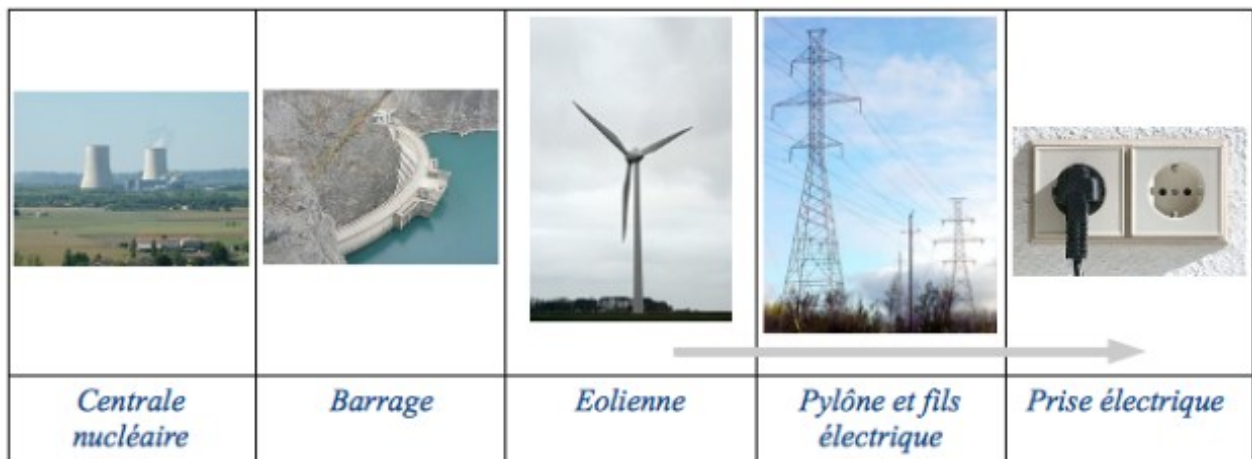 Centrale
nucléaire
Barrage
Eolienne
Pylône et fils
électrique
Prise électrique